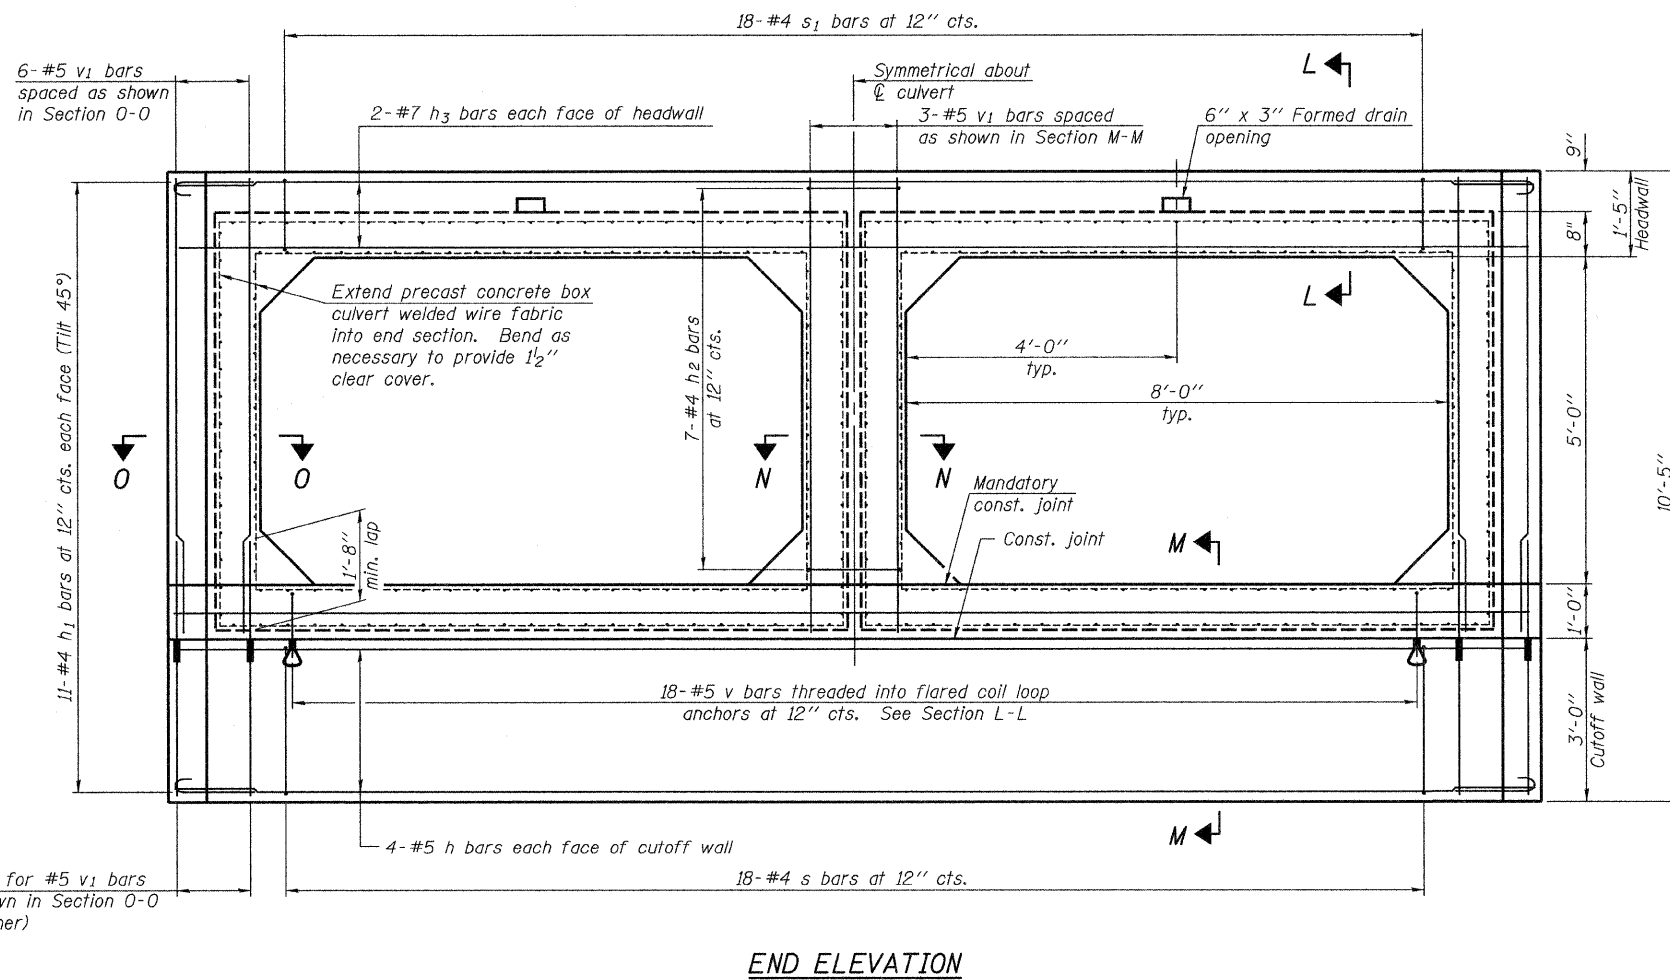 18-#4 s1 bars at 12" cts.
6-#5 v1 bars
spaced as shown
in Section O-O
2-#7 h3 bars each face of headwall
Symmetrical about
℄ culvert
3-#5 v1 bars spaced
as shown in Section M-M
L
6" x 3" Formed drain
opening
9"
1'-5"
Headwall
8"
Extend precast concrete box
culvert welded wire fabric
into end section. Bend as
necessary to provide 1 1/2"
clear cover.
L
11-#4 h1 bars at 12" cts. each face (Tilt 45°)
7-#4 h2 bars
at 12" cts.
4'-0"
typ.
8'-0"
typ.
5'-0"
10'-5"
O
O
N
N
Mandatory
const. joint
Const. joint
M
1'-8"
min. lap
1'-0"
18-#5 v bars threaded into flared coil loop
anchors at 12" cts. See Section L-L
3'-0"
Cutoff wall
M
4-#5 h bars each face of cutoff wall
for #5 v1 bars
wn in Section O-O
ner)
18-#4 s bars at 12" cts.
END ELEVATION